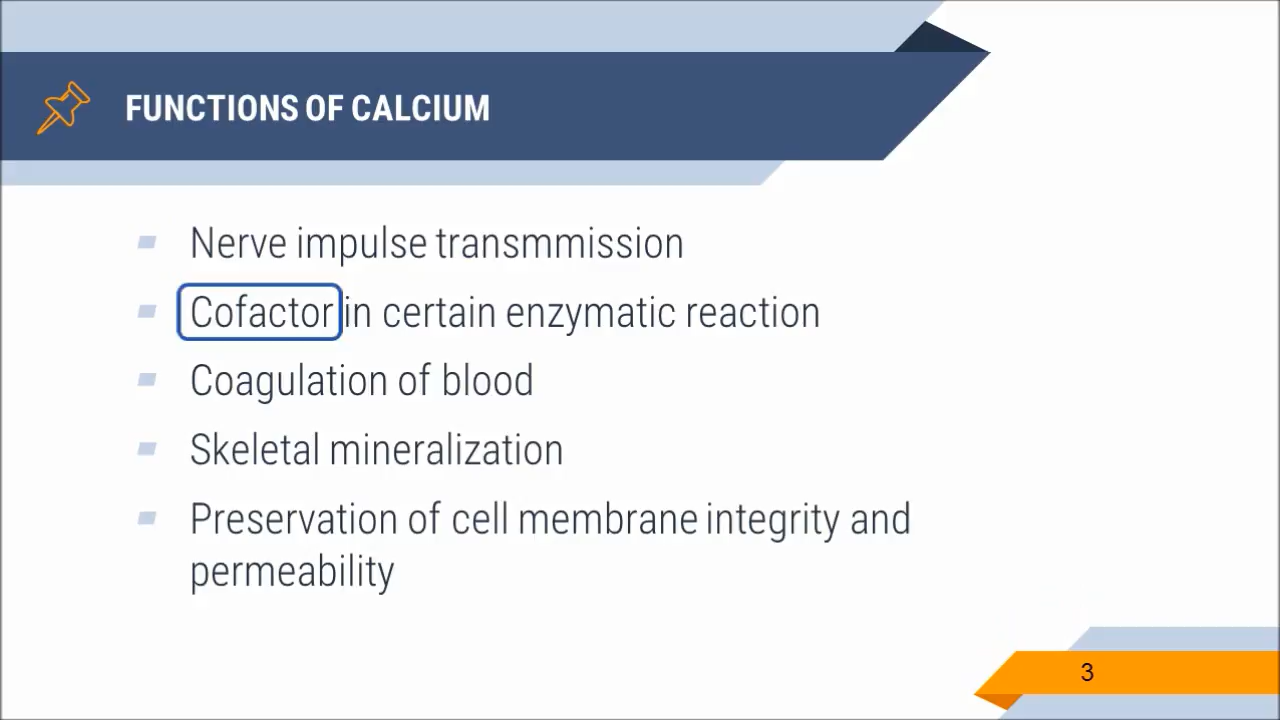 FUNCTIONS OF CALCIUM
Nerve impulse transmmission
Cofactor in certain enzymatic reaction
Coagulation of blood
Skeletal mineralization
Preservation of cell membrane integrity and
permeability
3